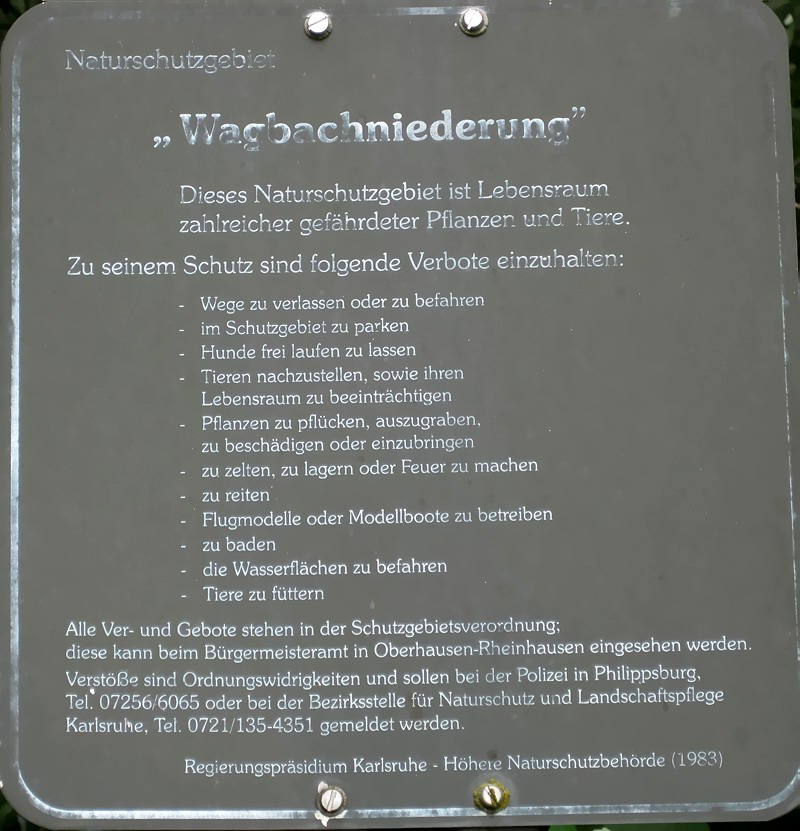 Naturschutzgebiet
„Wagbachniederung”
Dieses Naturschutzgebiet ist Lebensraum
zahlreicher gefährdeter Pflanzen und Tiere.
Zu seinem Schutz sind folgende Verbote einzuhalten:
- Wege zu verlassen oder zu befahren
- im Schutzgebiet zu parken
- Hunde frei laufen zu lassen
- Tieren nachzustellen, sowie ihren
Lebensraum zu beeinträchtigen
- Pflanzen zu pflücken, auszugraben,
zu beschädigen oder einzubringen
- zu zelten, zu lagern oder Feuer zu machen
- zu reiten
- Flugmodelle oder Modellboote zu betreiben
- zu baden
- die Wasserflächen zu befahren
- Tiere zu füttern
Alle Ver- und Gebote stehen in der Schutzgebietsverordnung;
diese kann beim Bürgermeisteramt in Oberhausen-Rheinhausen eingesehen werden.
Verstöße sind Ordnungswidrigkeiten und sollen bei der Polizei in Philippsburg,
Tel. 07256/6065 oder bei der Bezirksstelle für Naturschutz und Landschaftspflege
Karlsruhe, Tel. 0721/135-4351 gemeldet werden.
Regierungspräsidium Karlsruhe - Höhere Naturschutzbehörde (1983)